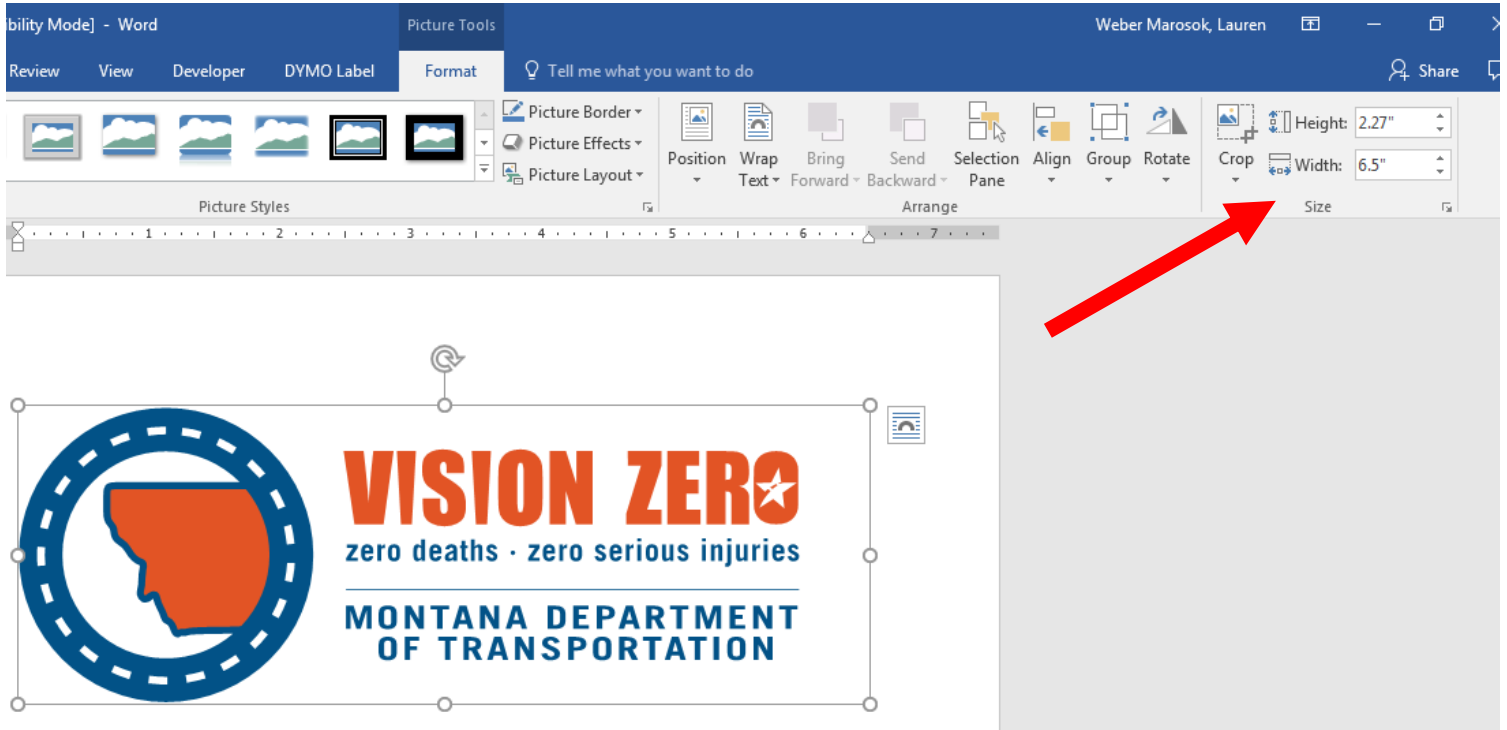 ibility Mode] - Word
Picture Tools
Weber Marosok, Lauren
Review View Developer DYMO Label Format Tell me what you want to do Share
Picture Border
Picture Effects
Picture Layout
Position
Wrap Text
Bring Forward
Send Backward
Selection Pane
Align
Group
Rotate
Crop
Height: 2.27"
Width: 6.5"
Picture Styles
Arrange
Size
1 2 3 4 5 6 7
VISION ZERO
zero deaths · zero serious injuries
MONTANA DEPARTMENT
OF TRANSPORTATION